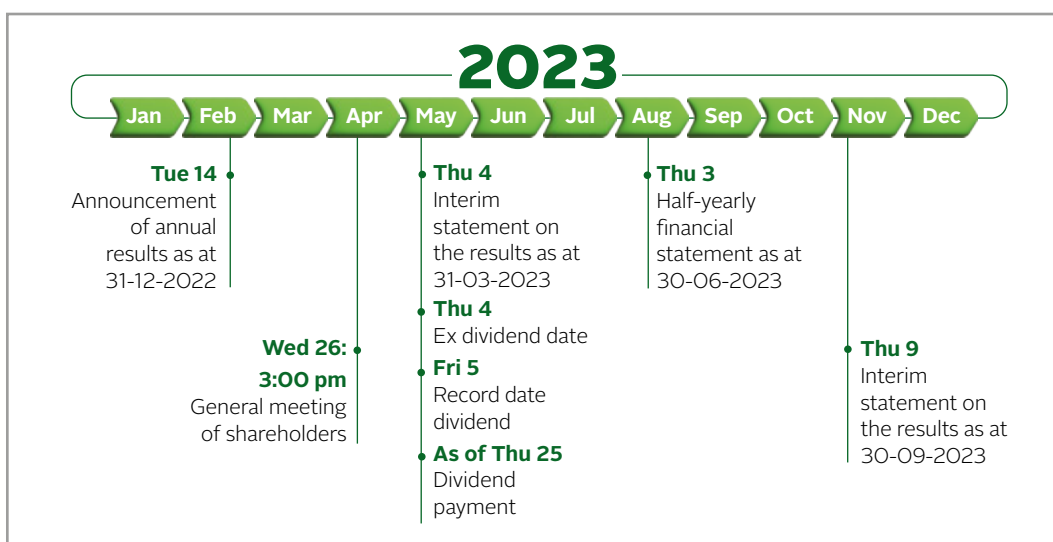 2023
Jan Feb Mar Apr May Jun Jul Aug Sep Oct Nov Dec
Tue 14
Announcement
of annual
results as at
31-12-2022
Wed 26:
3:00 pm
General meeting
of shareholders
Thu 4
Interim
statement on
the results as at
31-03-2023
Thu 4
Ex dividend date
Fri 5
Record date
dividend
As of Thu 25
Dividend
payment
Thu 3
Half-yearly
financial
statement as at
30-06-2023
Thu 9
Interim
statement on
the results as at
30-09-2023